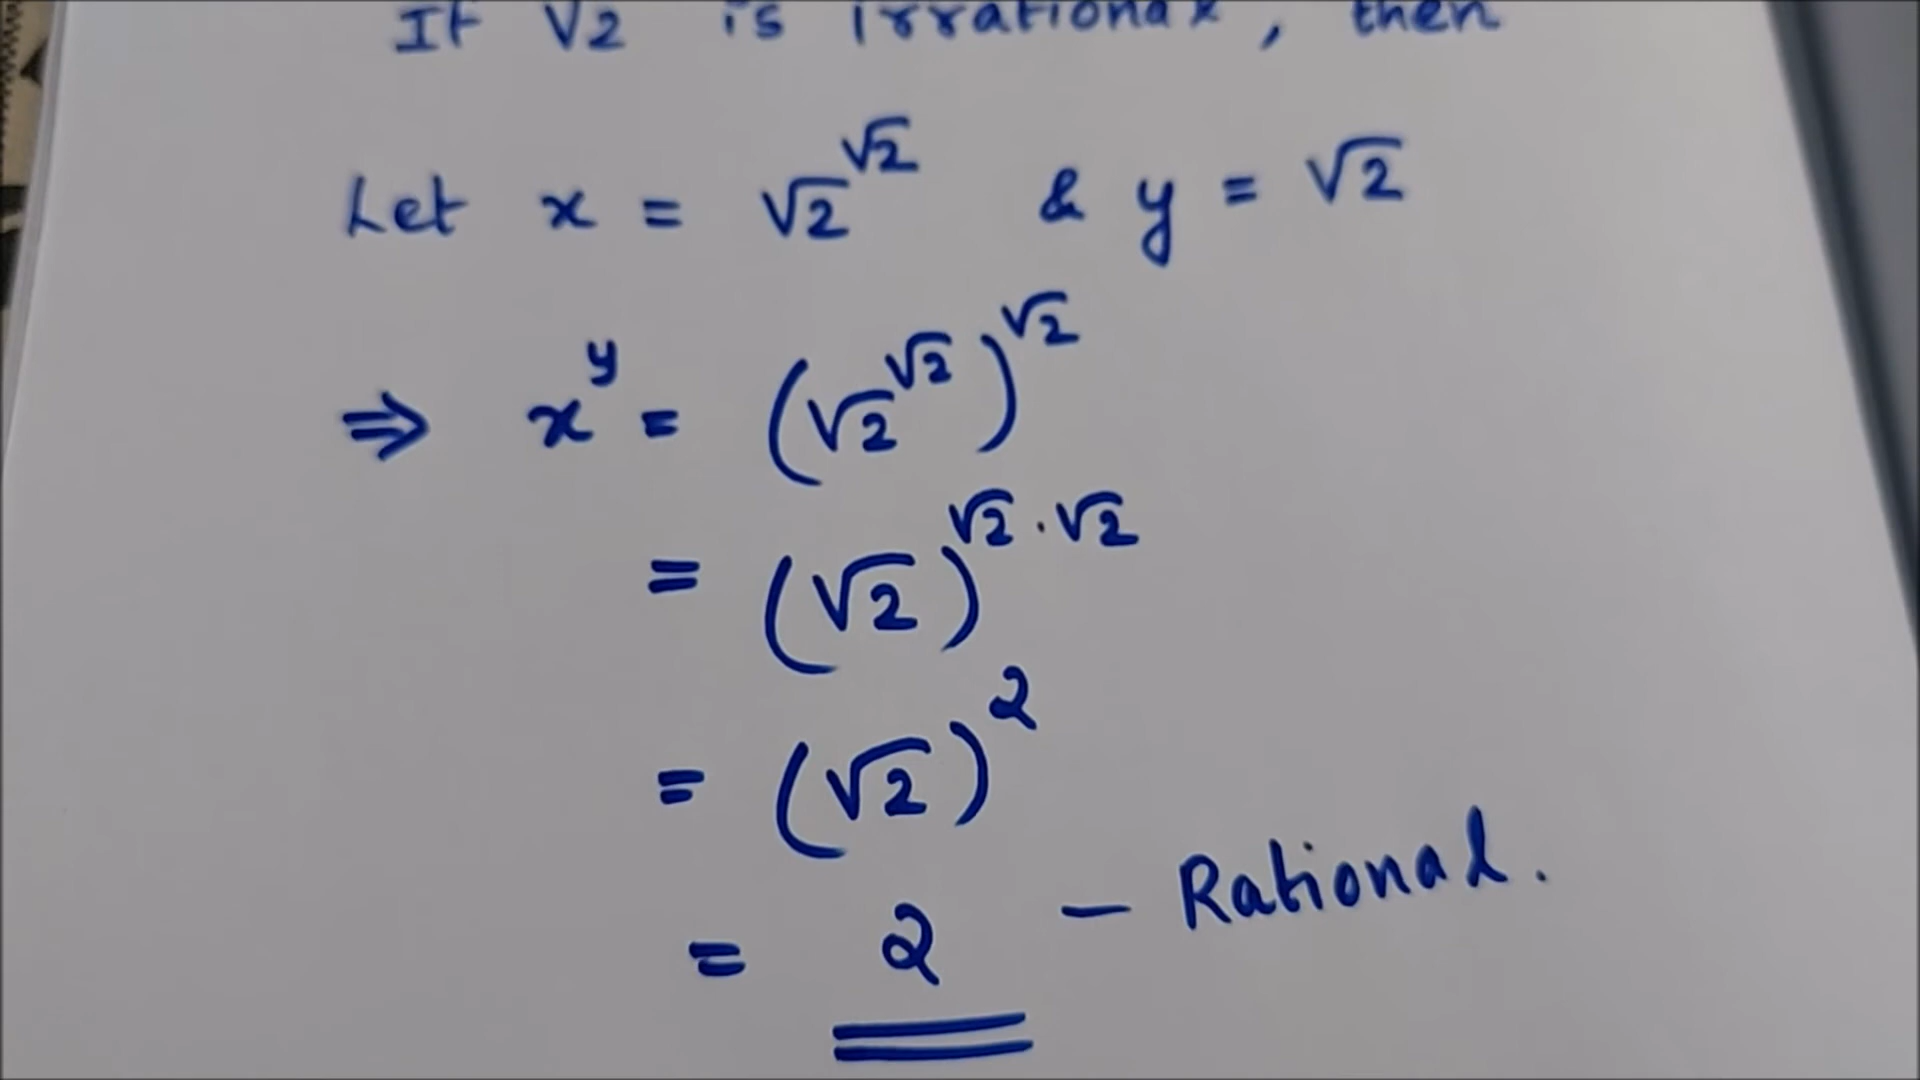 If √2 is irrational, then
Let x = √2^√2 & y = √2
⇒ x^y = (√2^√2)^√2
= (√2)^√2·√2
= (√2)^2
= 2 – Rational.